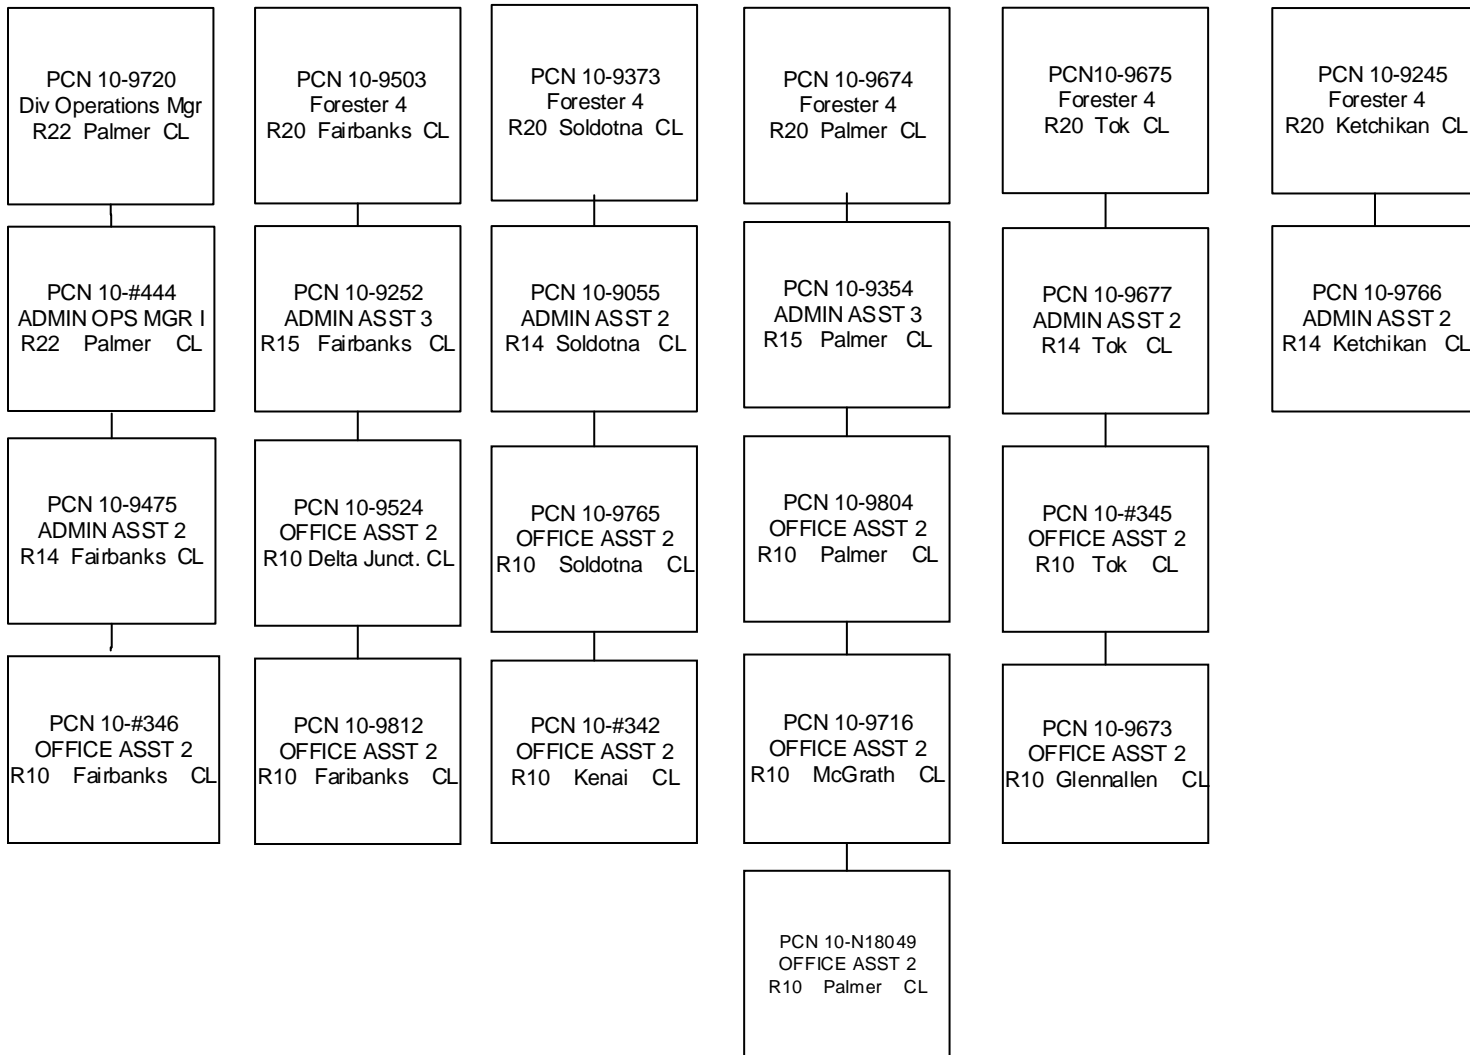 PCN 10-9720
Div Operations Mgr
R22 Palmer CL
PCN 10-9503
Forester 4
R20 Fairbanks CL
PCN 10-9373
Forester 4
R20 Soldotna CL
PCN 10-9674
Forester 4
R20 Palmer CL
PCN10-9675
Forester 4
R20 Tok CL
PCN 10-9245
Forester 4
R20 Ketchikan CL
PCN 10-#444
ADMIN OPS MGR I
R22 Palmer CL
PCN 10-9252
ADMIN ASST 3
R15 Fairbanks CL
PCN 10-9055
ADMIN ASST 2
R14 Soldotna CL
PCN 10-9354
ADMIN ASST 3
R15 Palmer CL
PCN 10-9677
ADMIN ASST 2
R14 Tok CL
PCN 10-9766
ADMIN ASST 2
R14 Ketchikan CL
PCN 10-9475
ADMIN ASST 2
R14 Fairbanks CL
PCN 10-9524
OFFICE ASST 2
R10 Delta Junct. CL
PCN 10-9765
OFFICE ASST 2
R10 Soldotna CL
PCN 10-9804
OFFICE ASST 2
R10 Palmer CL
PCN 10-#345
OFFICE ASST 2
R10 Tok CL
PCN 10-#346
OFFICE ASST 2
R10 Fairbanks CL
PCN 10-9812
OFFICE ASST 2
R10 Faribanks CL
PCN 10-#342
OFFICE ASST 2
R10 Kenai CL
PCN 10-9716
OFFICE ASST 2
R10 McGrath CL
PCN 10-9673
OFFICE ASST 2
R10 Glennallen CL
PCN 10-N18049
OFFICE ASST 2
R10 Palmer CL